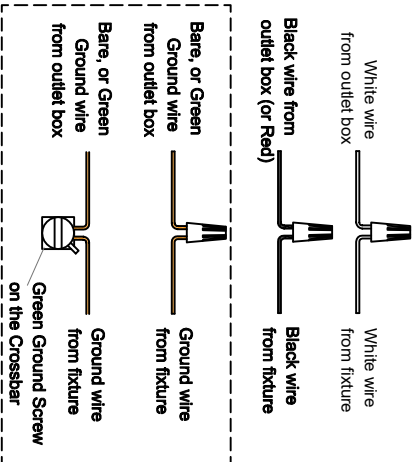 White wire
from outlet box
White wire
from fixture
Black wire from
outlet box (or Red)
Black wire
from fixture
Bare, or Green
Ground wire
from outlet box
Ground wire
from fixture
Bare, or Green
Ground wire
from outlet box
Ground wire
from fixture
Green Ground Screw
on the Crossbar